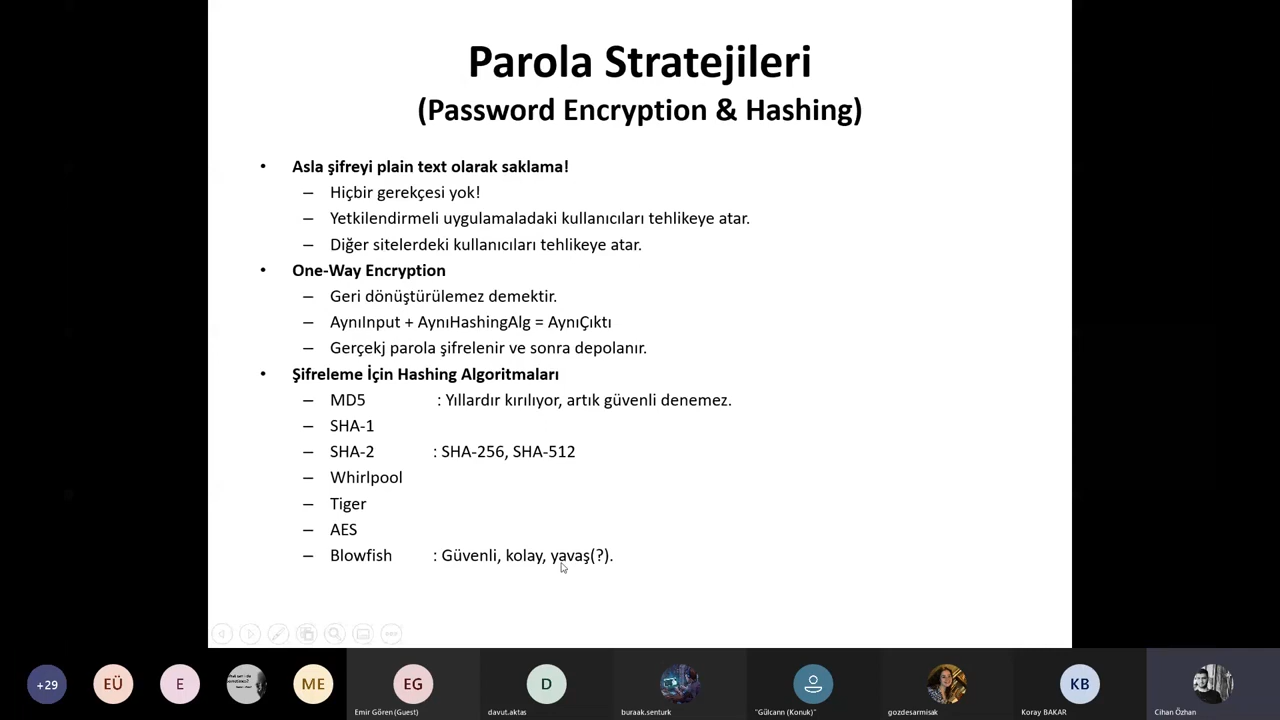 Parola Stratejileri
(Password Encryption & Hashing)
• Asla şifreyi plain text olarak saklama!
– Hiçbir gerekçesi yok!
– Yetkilendirmeli uygulamaladaki kullanıcıları tehlikeye atar.
– Diğer sitelerdeki kullanıcıları tehlikeye atar.
• One-Way Encryption
– Geri dönüştürülemez demektir.
– AynıInput + AynıHashingAlg = AynıÇıktı
– Gerçekj parola şifrelenir ve sonra depolanır.
• Şifreleme İçin Hashing Algoritmaları
– MD5 : Yıllardır kırılıyor, artık güvenli denemez.
– SHA-1
– SHA-2 : SHA-256, SHA-512
– Whirlpool
– Tiger
– AES
– Blowfish : Güvenli, kolay, yavaş(?).
+29 EÜ E ME EG D KB
Emir Gören (Guest) davut.aktas buraak.senturk "Gülcann (Konuk)" gozdesarmisak Koray BAKAR Cihan Özhan